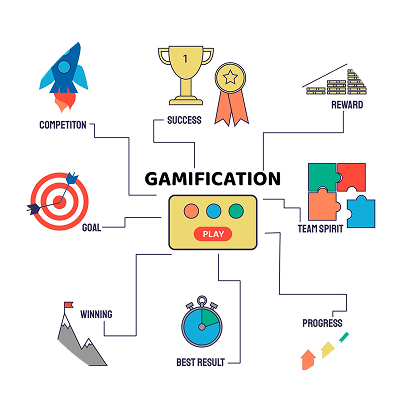 1
COMPETITON
SUCCESS
REWARD
GAMIFICATION
PLAY
GOAL
TEAM SPIRIT
WINNING
BEST RESULT
PROGRESS